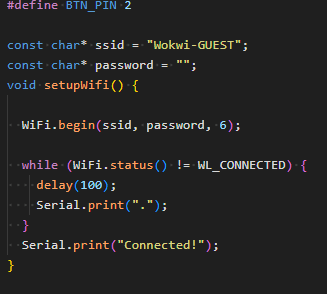 #define BTN_PIN 2
const char* ssid = "Wokwi-GUEST";
const char* password = "";
void setupWifi() {
  WiFi.begin(ssid, password, 6);
  while (WiFi.status() != WL_CONNECTED) {
    delay(100);
    Serial.print(".");
  }
  Serial.print("Connected!");
}